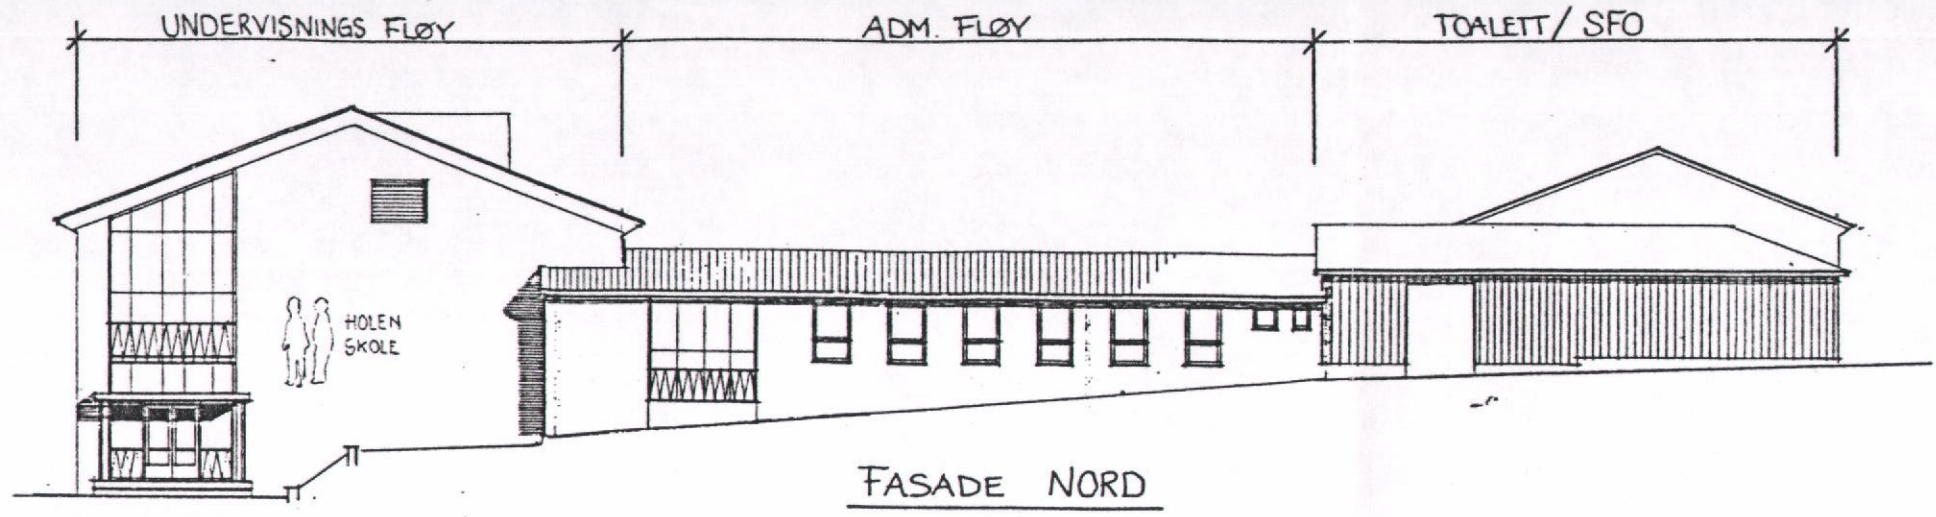 UNDERVISNINGS FLØY
ADM. FLØY
TOALETT/ SFO
HOLEN
SKOLE
FASADE NORD